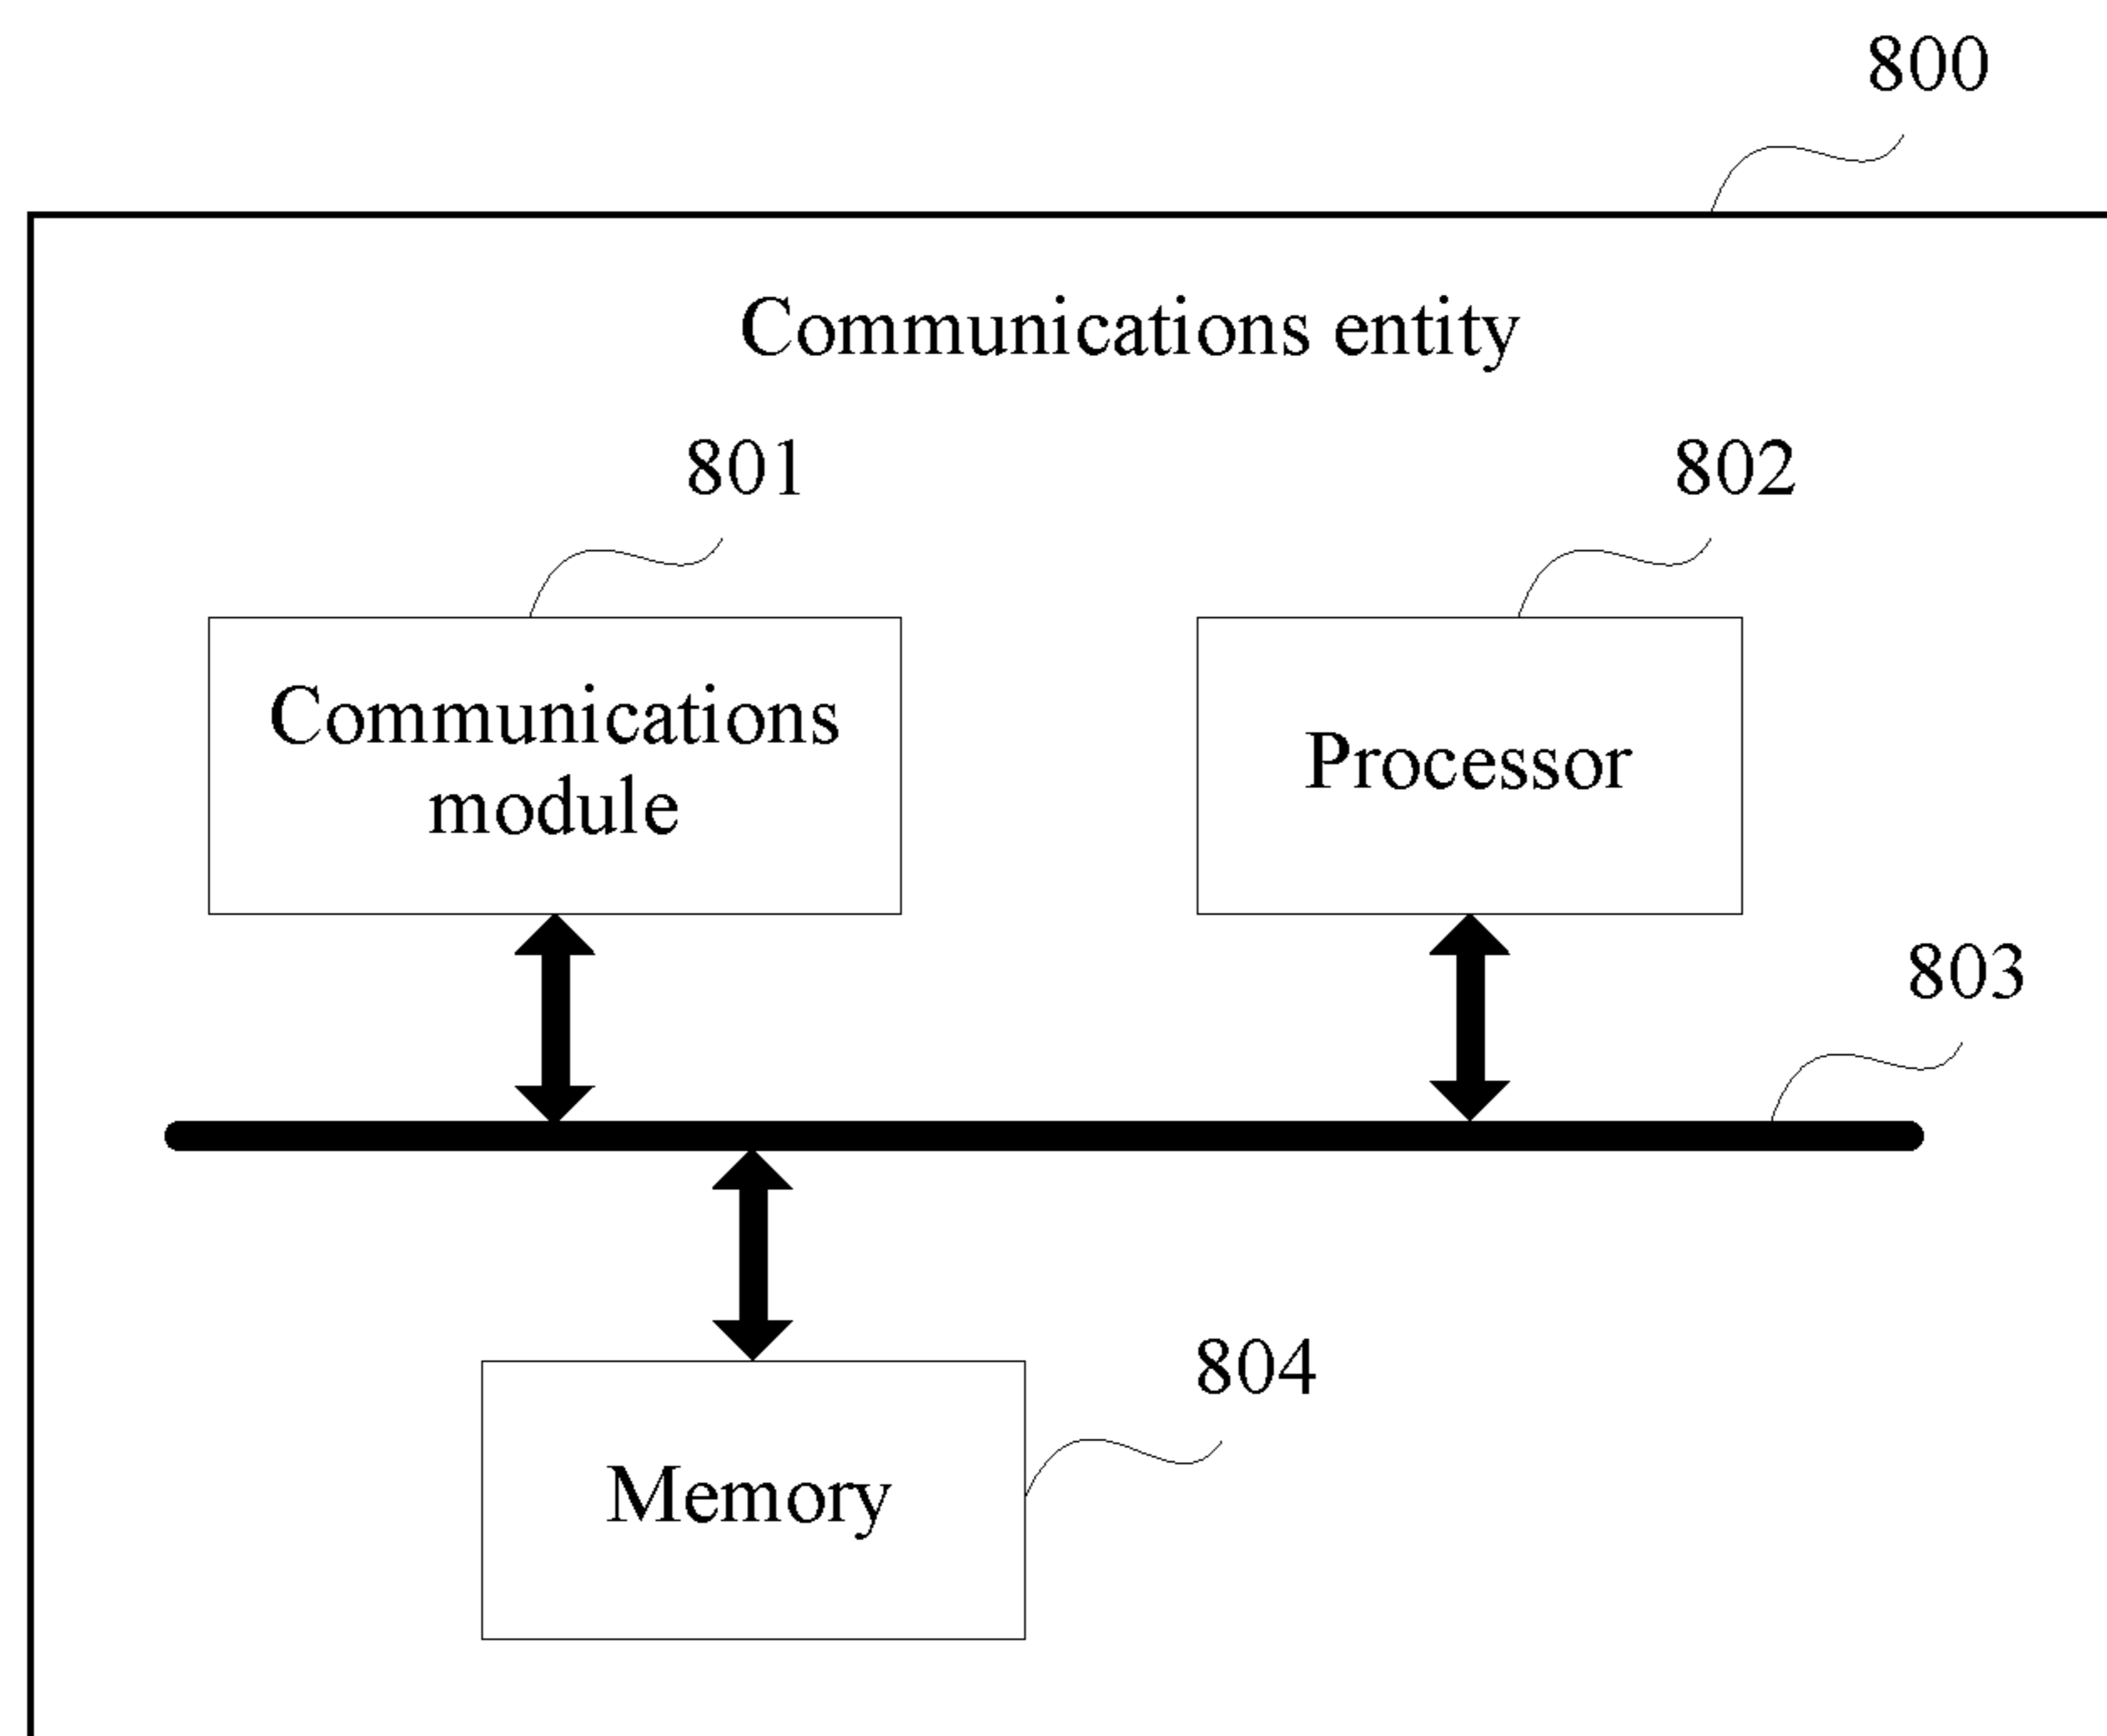 800
Communications entity
801
802
Communications
module
Processor
803
804
Memory